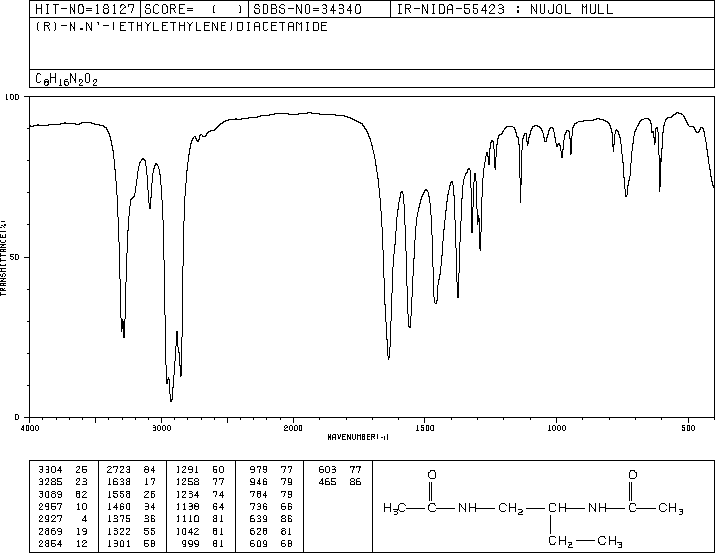 HIT-NO=18127 SCORE= ( ) SDBS-NO=34340 IR-NIDA-55423 : NUJOL MULL
(R)-N,N'-(ETHYLETHYLENE)DIACETAMIDE
C8H16N2O2
100
50
0
TRANSMITTANCE(%)
4000 3000 2000 1500 1000 500
WAVENUMBER(-1)
3304 26 2723 84 1291 50 979 77 603 77
3285 23 1638 17 1258 77 946 79 465 86
3089 62 1558 26 1234 74 784 79
2957 10 1460 34 1138 64 736 66
2927 4 1375 36 1110 81 639 86
2869 19 1322 55 1042 81 628 81
2854 12 1301 58 999 81 609 68
O O
H3C C NH CH2 CH NH C CH3
CH2 CH3